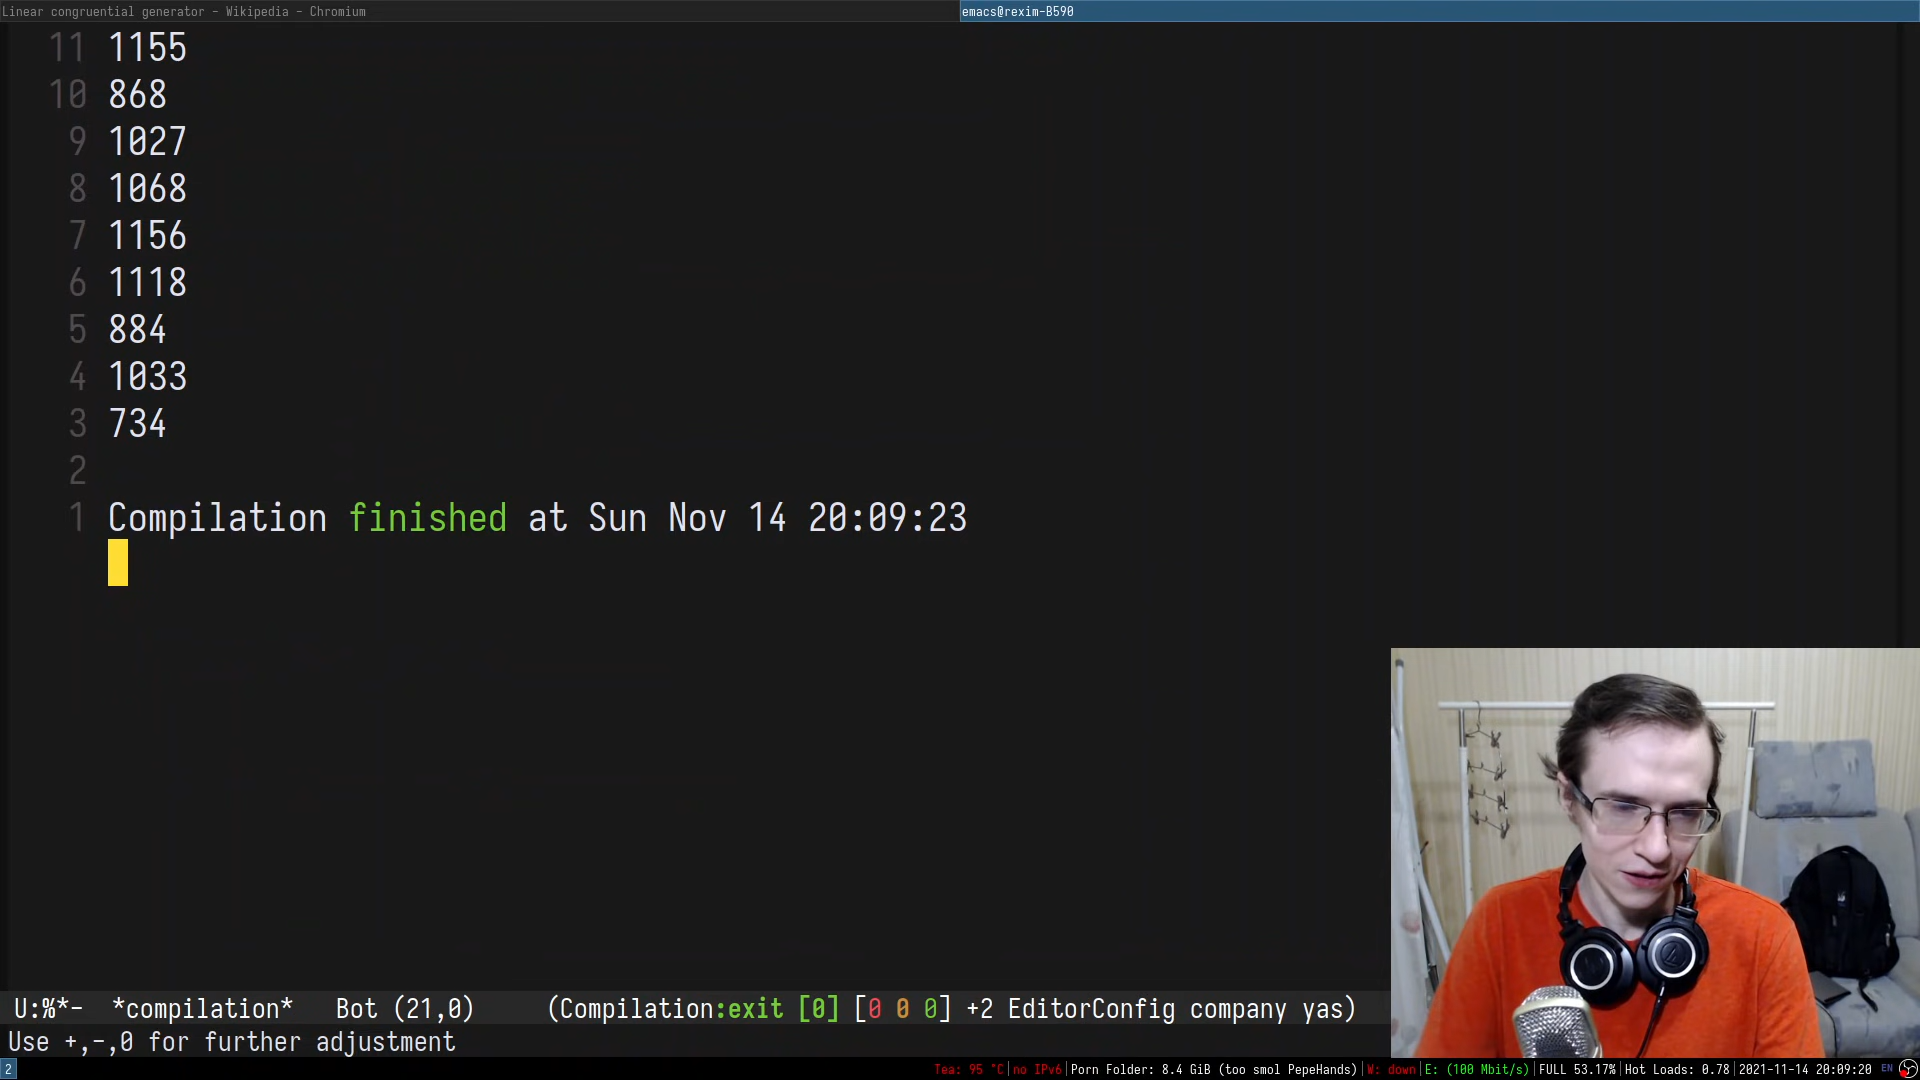 Linear congruential generator - Wikipedia - Chromium
emacs@rexim-B590
11 1155
10 868
9 1027
8 1068
7 1156
6 1118
5 884
4 1033
3 734
2
1 Compilation finished at Sun Nov 14 20:09:23
U:%*- *compilation* Bot (21,0) (Compilation:exit [0] [0 0 0] +2 EditorConfig company yas)
Use +,-,0 for further adjustment
2 Tea: 95 °C|no IPv6|Porn Folder: 8.4 GiB (too smol PepeHands)|W: down|E: (100 Mbit/s)|FULL 53.17%|Hot Loads: 0.78|2021-11-14 20:09:20 EN